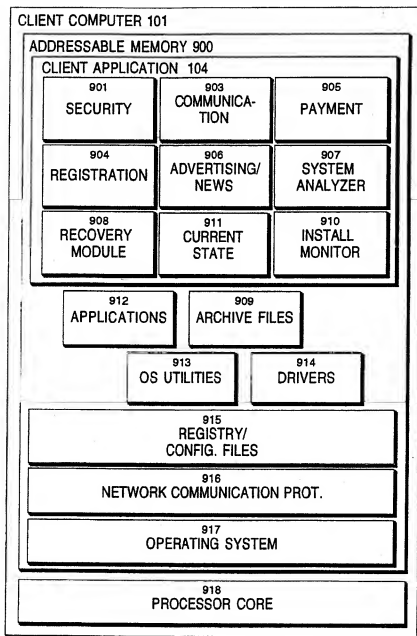 CLIENT COMPUTER 101
ADDRESSABLE MEMORY 900
CLIENT APPLICATION 104
901
SECURITY
903
COMMUNICA-
TION
905
PAYMENT
904
REGISTRATION
906
ADVERTISING/
NEWS
907
SYSTEM
ANALYZER
908
RECOVERY
MODULE
911
CURRENT
STATE
910
INSTALL
MONITOR
912
APPLICATIONS
909
ARCHIVE FILES
913
OS UTILITIES
914
DRIVERS
915
REGISTRY/
CONFIG. FILES
916
NETWORK COMMUNICATION PROT.
917
OPERATING SYSTEM
918
PROCESSOR CORE